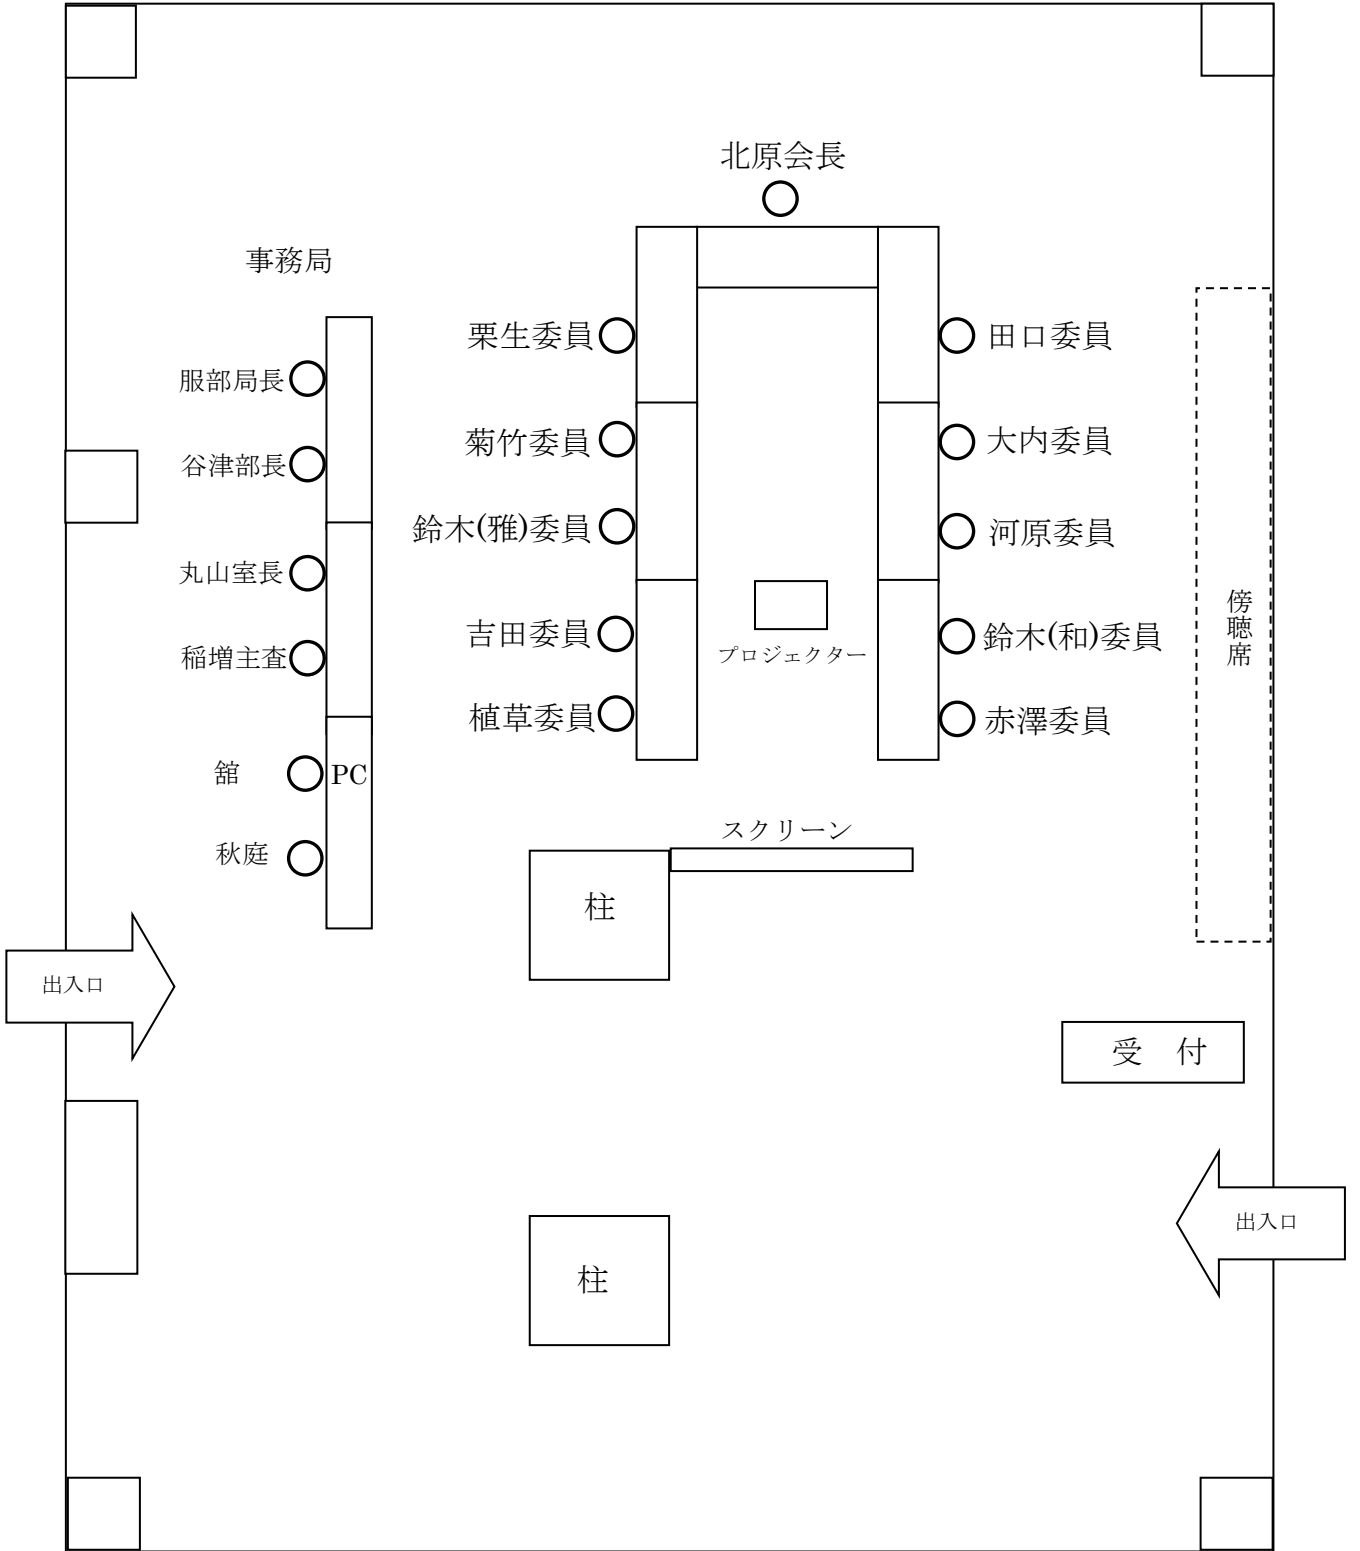 北原会長
事務局
栗生委員
田口委員
服部局長
菊竹委員
大内委員
谷津部長
鈴木(雅)委員
河原委員
丸山室長
傍聴席
吉田委員
鈴木(和)委員
プロジェクター
稲増主査
植草委員
赤澤委員
舘
PC
スクリーン
秋庭
柱
出入口
受　付
出入口
柱